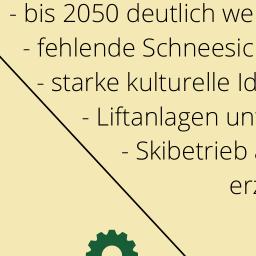 - bis 2050 deutlich we
- fehlende Schneesic
- starke kulturelle Id
- Liftanlagen un
- Skibetrieb
erz